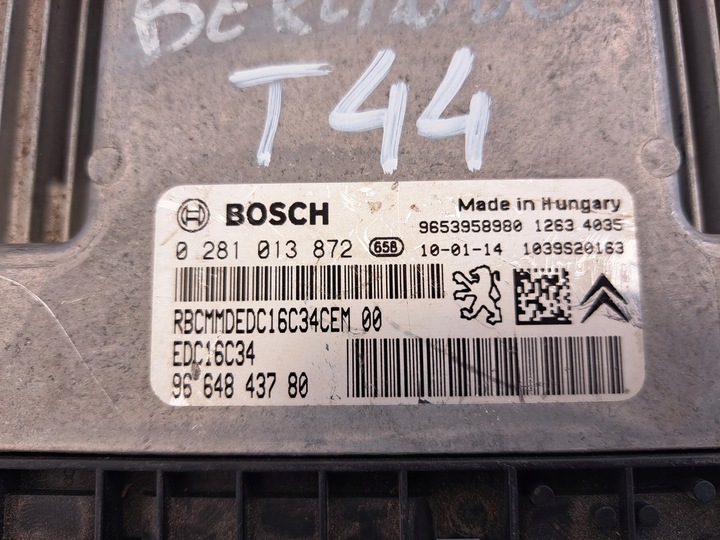 BERLINGO
T44
BOSCH
Made in Hungary
9653958980 1263 4035
0 281 013 872 658 10-01-14 1039S20163
RBCMMDEDC16C34CEM 00
EDC16C34
96 648 437 80